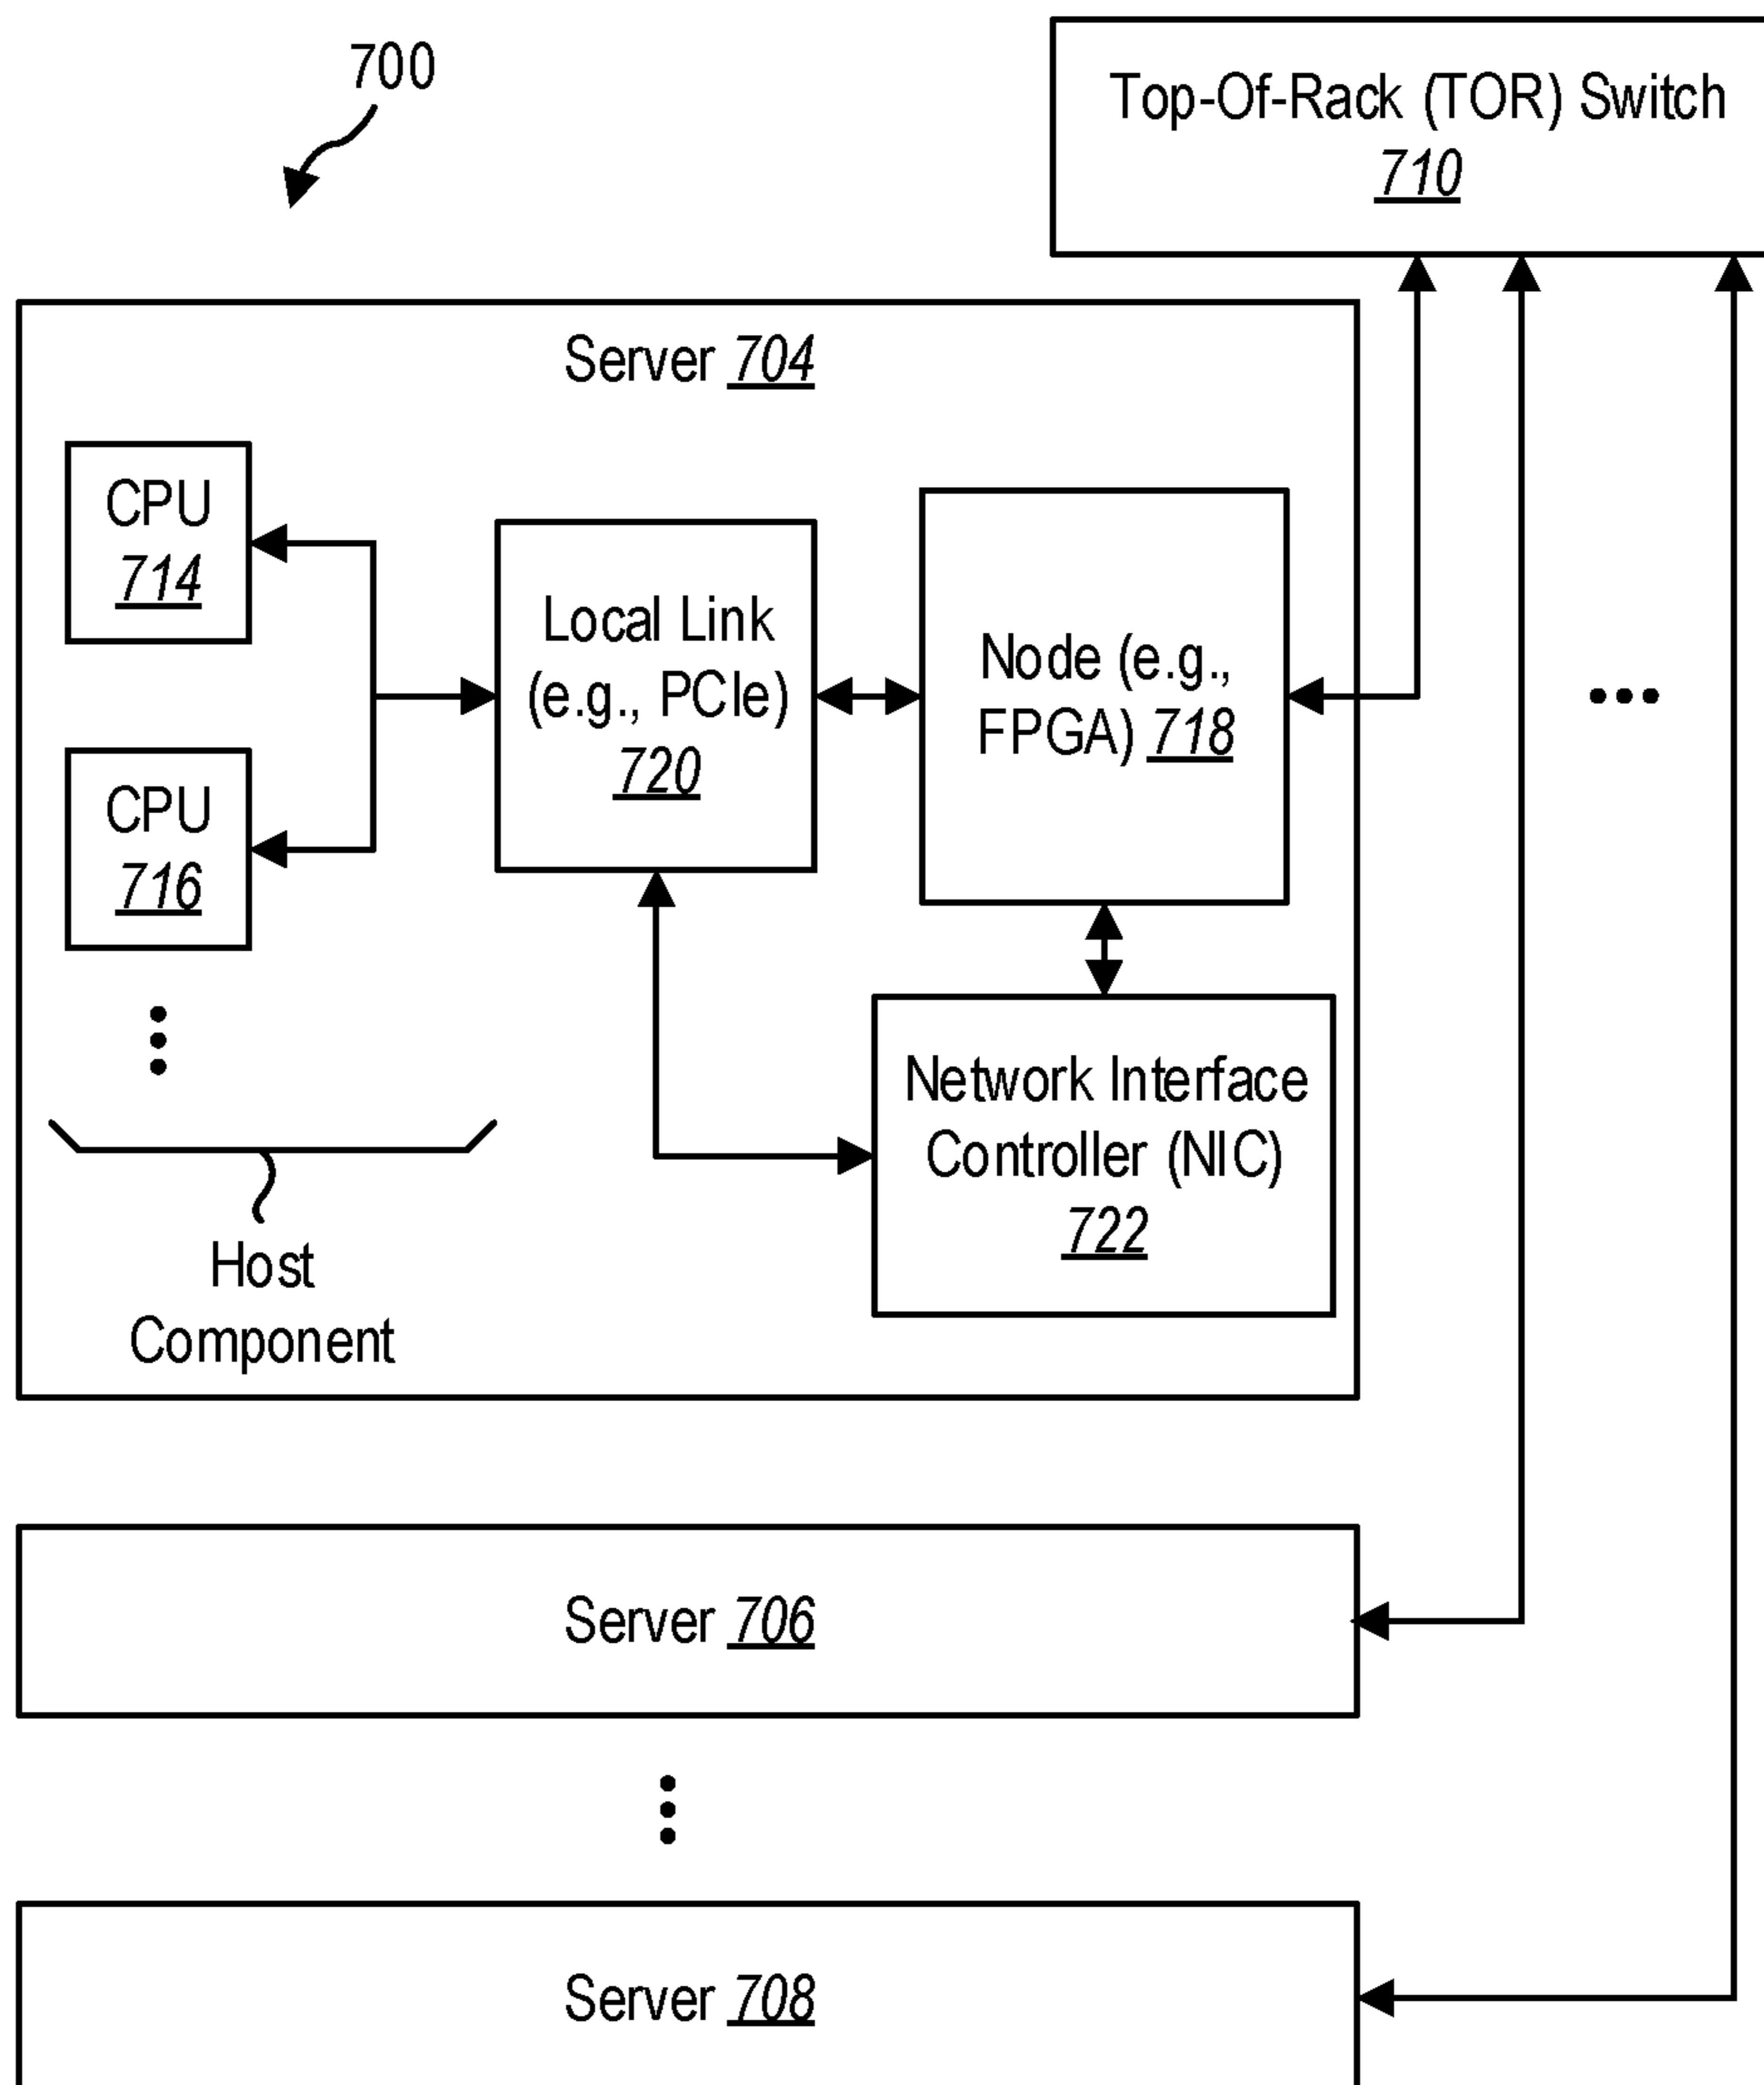 700
Top-Of-Rack (TOR) Switch
710
Server 704
CPU
714
CPU
716
Local Link
(e.g., PCIe)
720
Node (e.g.,
FPGA) 718
Network Interface
Controller (NIC)
722
Host
Component
Server 706
Server 708